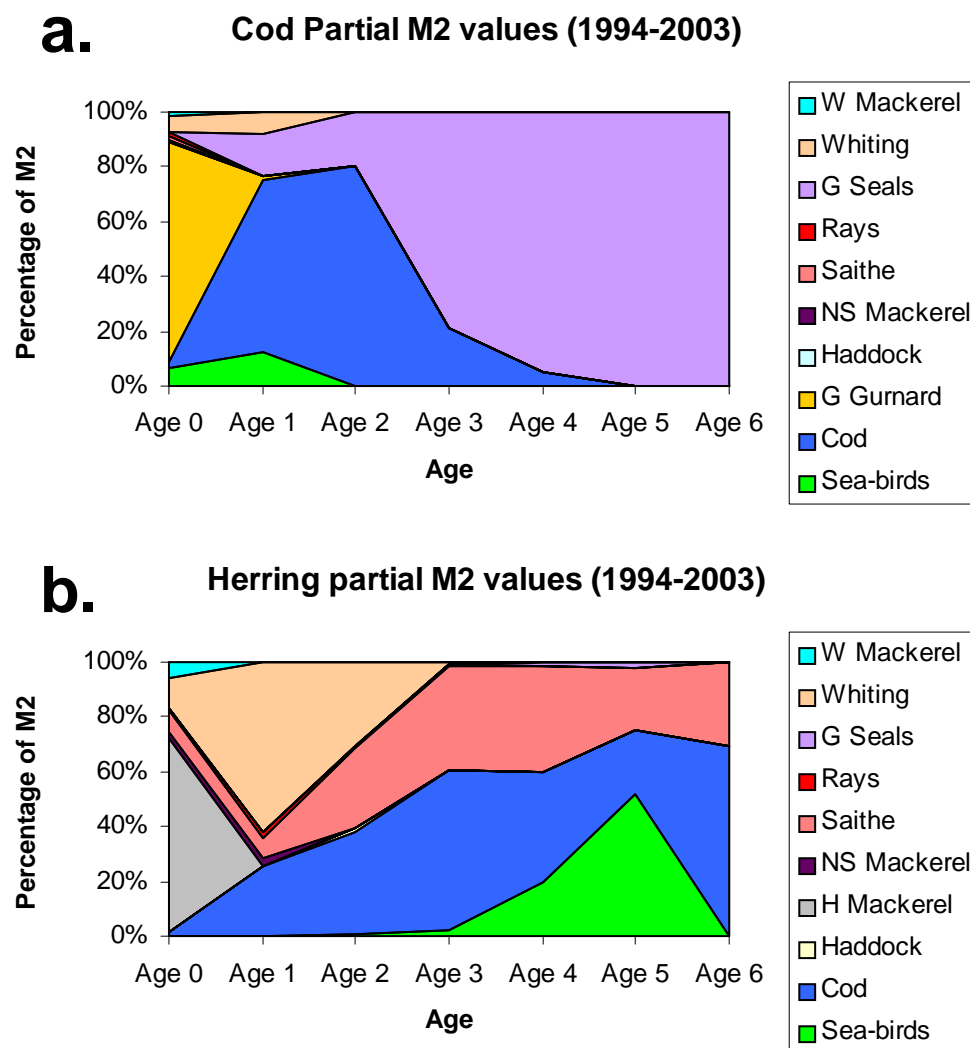 a.
Cod Partial M2 values (1994-2003)
Percentage of M2
100%
80%
60%
40%
20%
0%
Age 0 Age 1 Age 2 Age 3 Age 4 Age 5 Age 6
Age
W Mackerel
Whiting
G Seals
Rays
Saithe
NS Mackerel
Haddock
G Gurnard
Cod
Sea-birds
b.
Herring partial M2 values (1994-2003)
Percentage of M2
100%
80%
60%
40%
20%
0%
Age 0 Age 1 Age 2 Age 3 Age 4 Age 5 Age 6
Age
W Mackerel
Whiting
G Seals
Rays
Saithe
NS Mackerel
H Mackerel
Haddock
Cod
Sea-birds